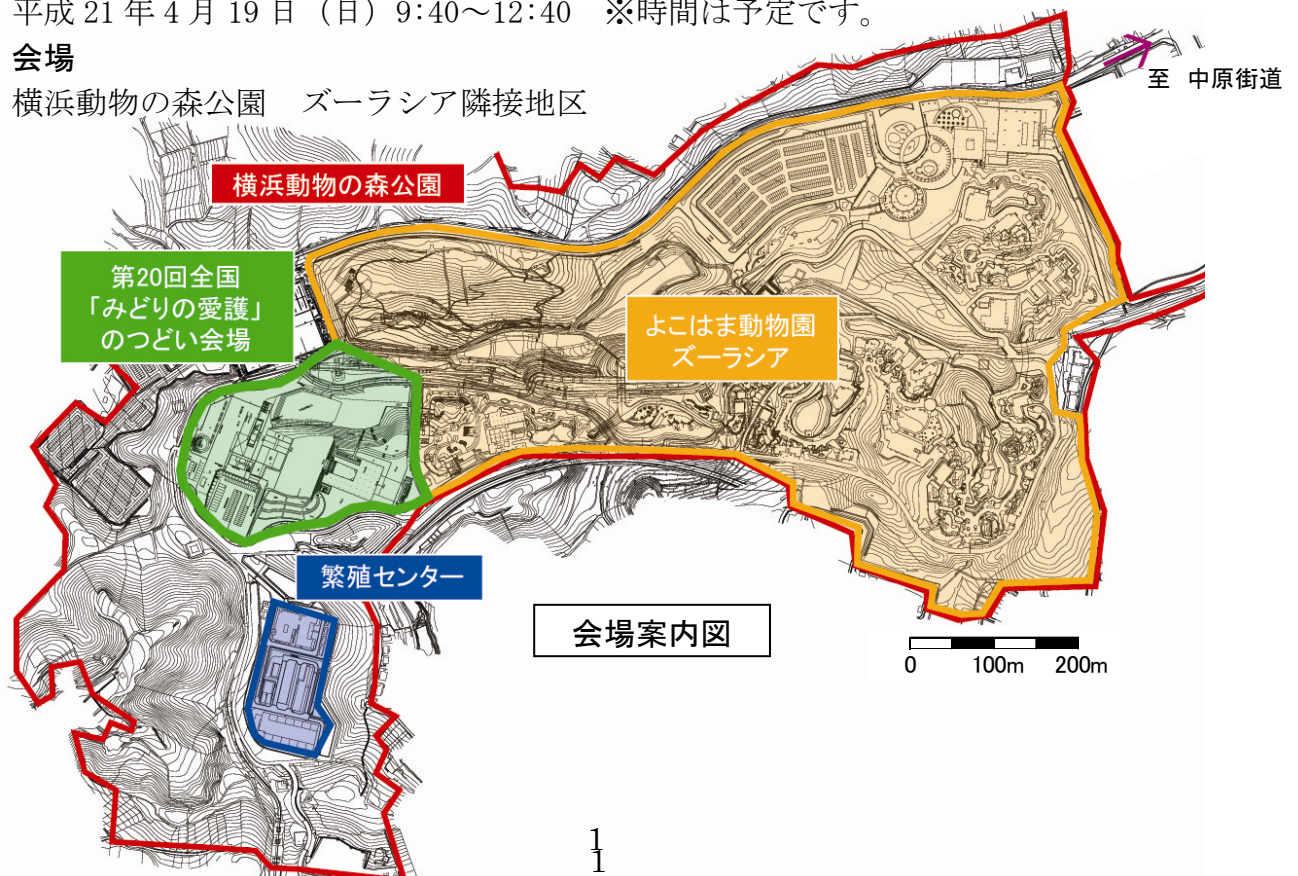 平成 21 年 4 月 19 日（日）9:40～12:40　※時間は予定です。
会場
横浜動物の森公園　ズーラシア隣接地区
至 中原街道
横浜動物の森公園
第20回全国
「みどりの愛護」
のつどい会場
よこはま動物園
ズーラシア
繁殖センター
会場案内図
0 100m 200m
1
1